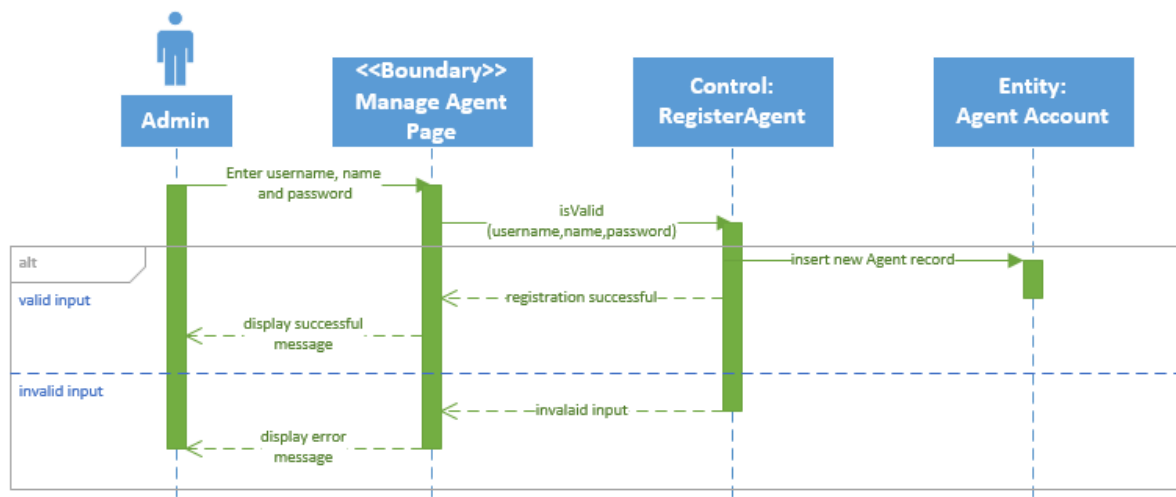 <<Boundary>>
Manage Agent
Page
Admin
Control:
RegisterAgent
Entity:
Agent Account
Enter username, name
and password
isValid
(username,name,password)
alt
insert new Agent record
valid input
registration successful
display successful
message
invalid input
invalaid input
display error
message